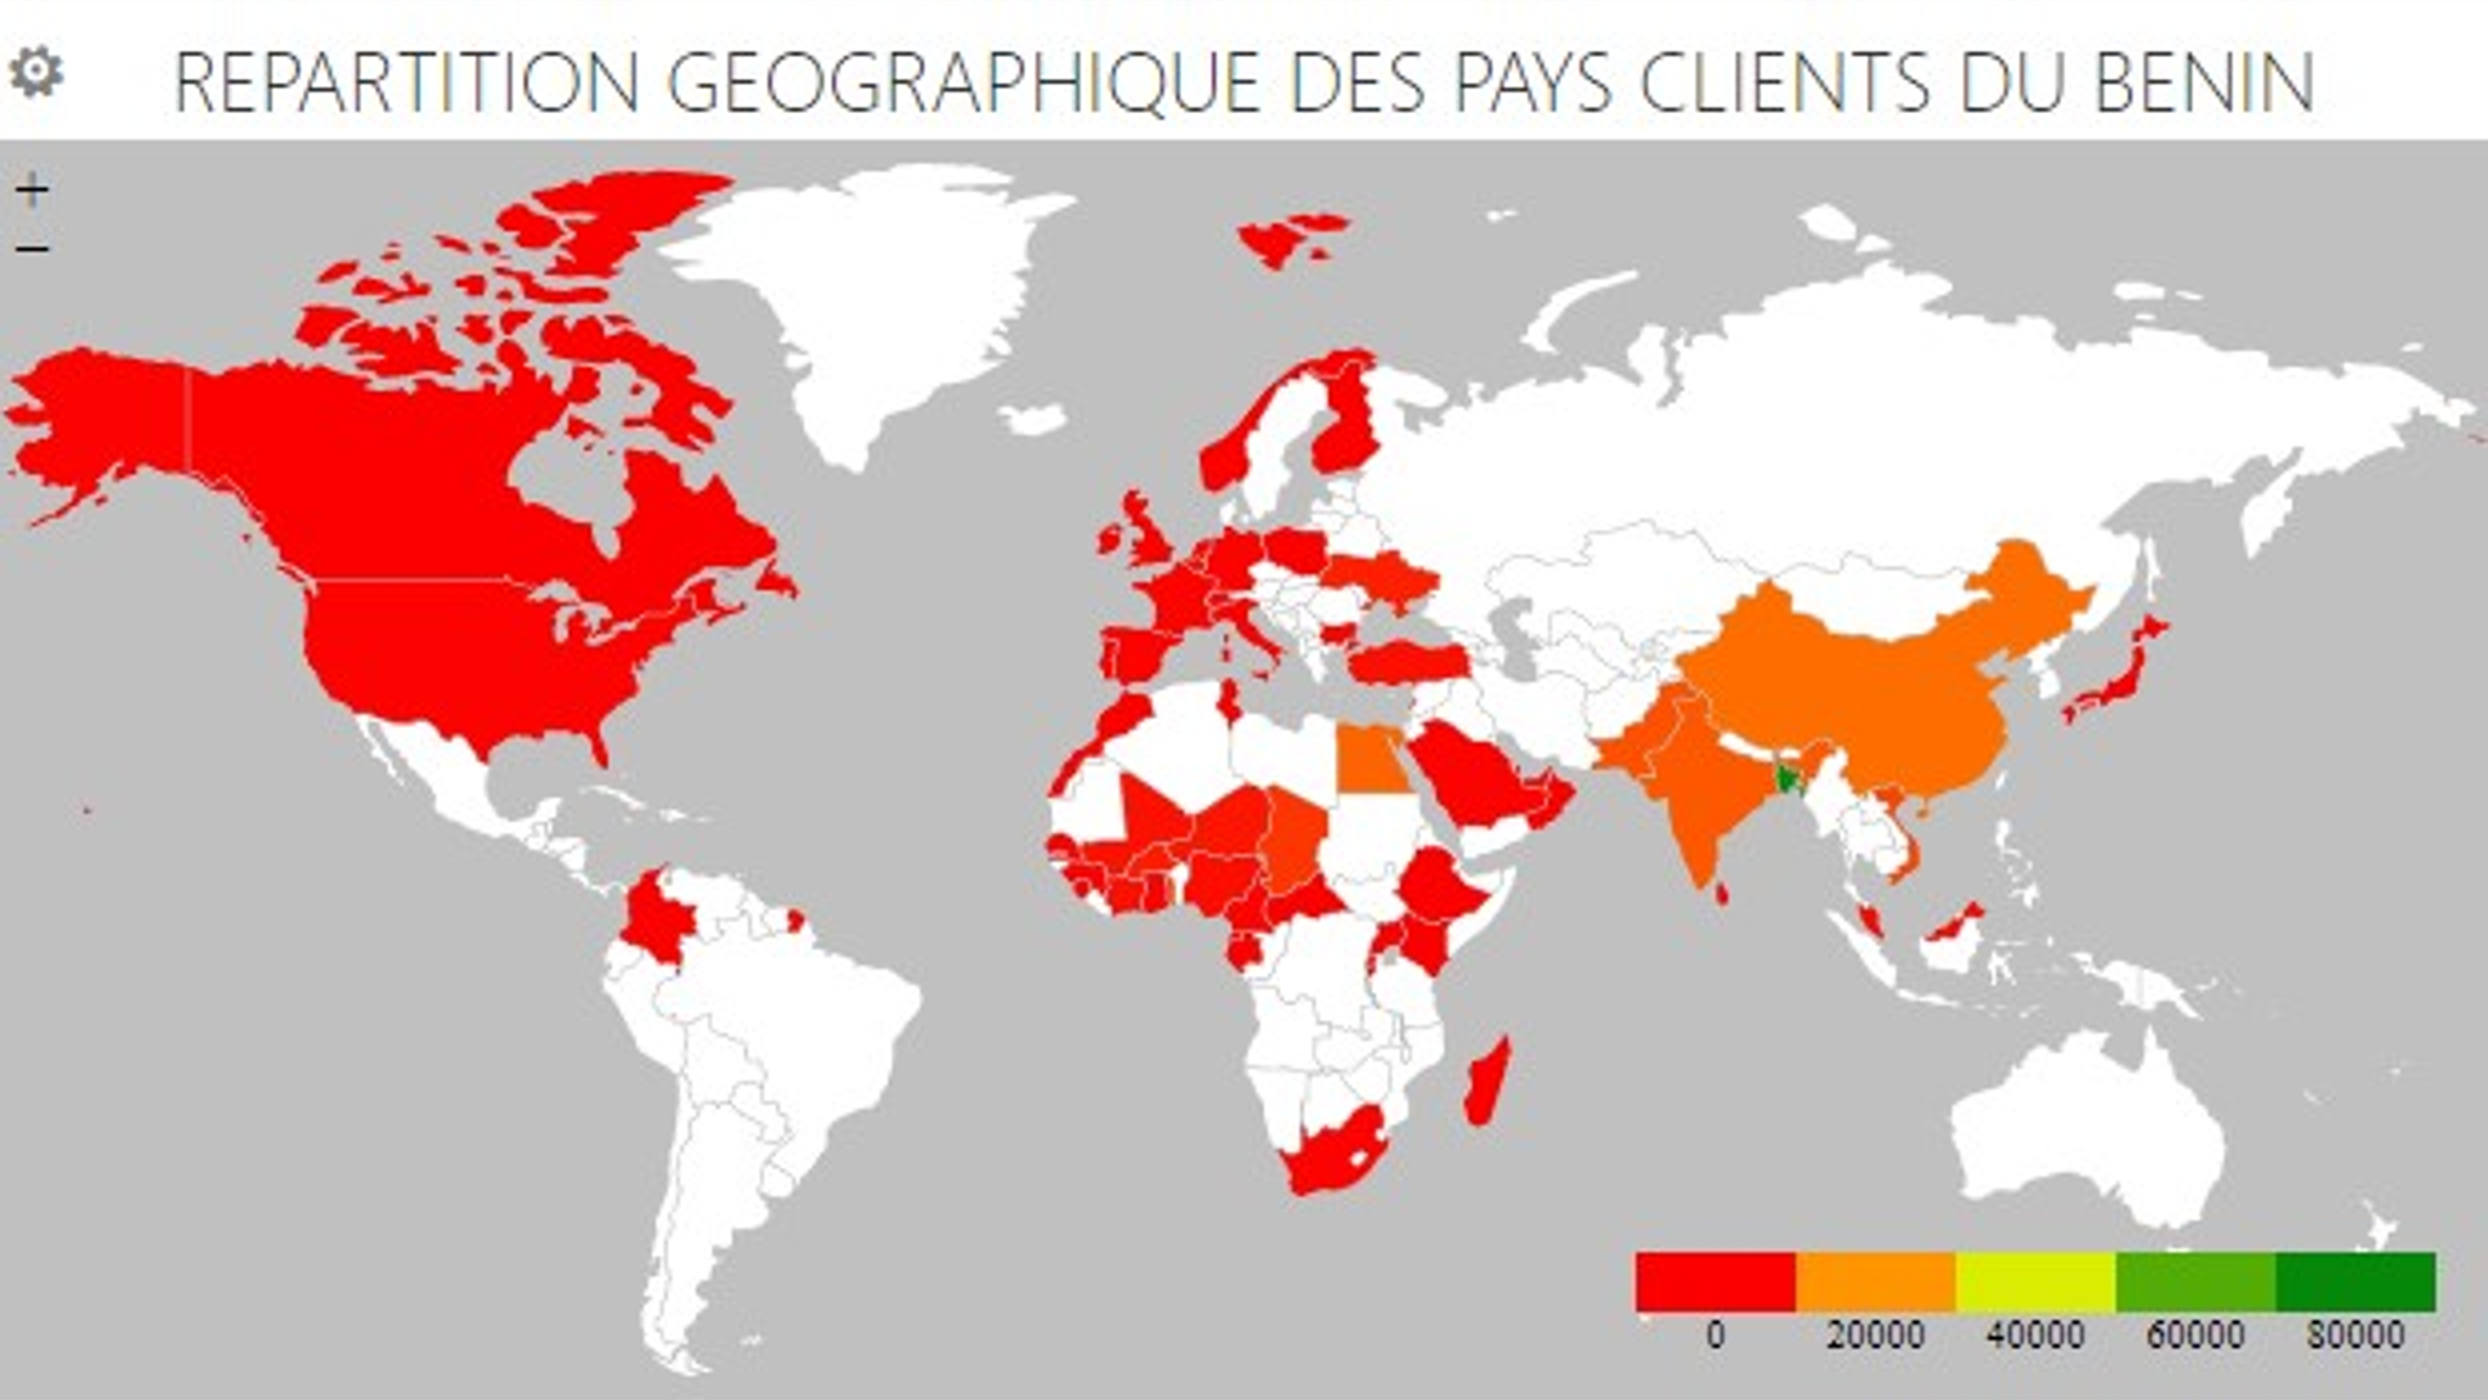 REPARTITION GEOGRAPHIQUE DES PAYS CLIENTS DU BENIN
+
−
0 20000 40000 60000 80000